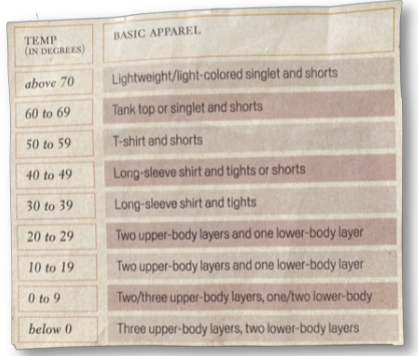 TEMP
(IN DEGREES)
BASIC APPAREL
above 70
Lightweight/light-colored singlet and shorts
60 to 69
Tank top or singlet and shorts
50 to 59
T-shirt and shorts
40 to 49
Long-sleeve shirt and tights or shorts
30 to 39
Long-sleeve shirt and tights
20 to 29
Two upper-body layers and one lower-body layer
10 to 19
Two upper-body layers and one lower-body layer
0 to 9
Two/three upper-body layers, one/two lower-body
below 0
Three upper-body layers, two lower-body layers